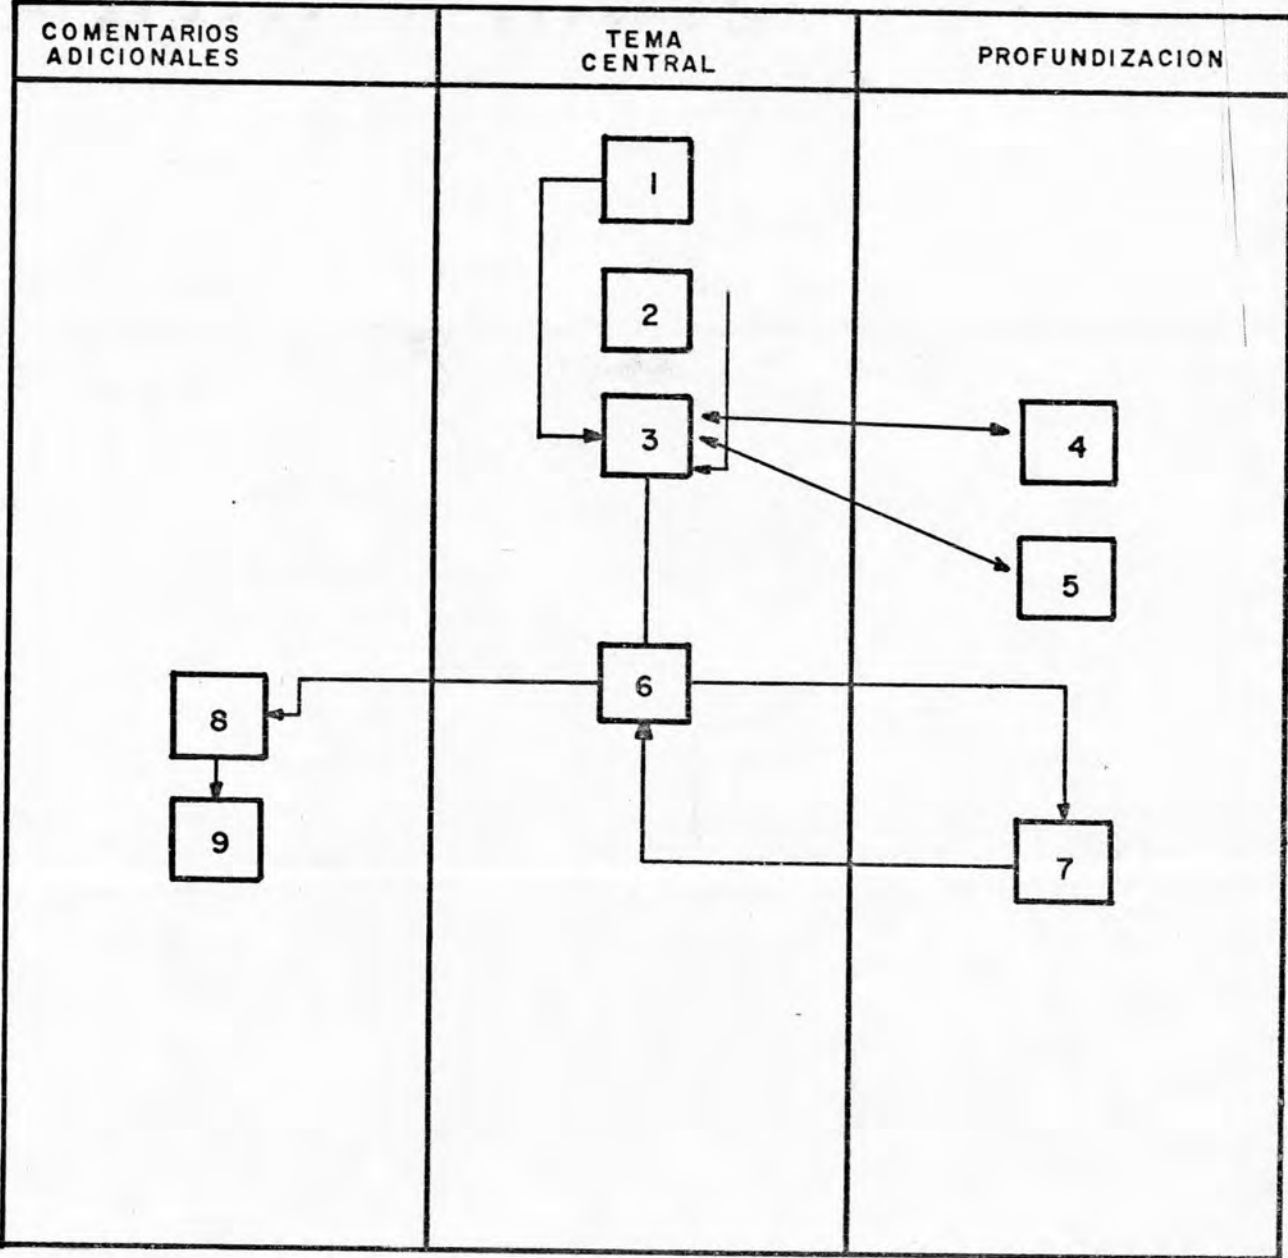 COMENTARIOS
ADICIONALES
TEMA
CENTRAL
PROFUNDIZACION
1
2
3
4
5
6
7
8
9